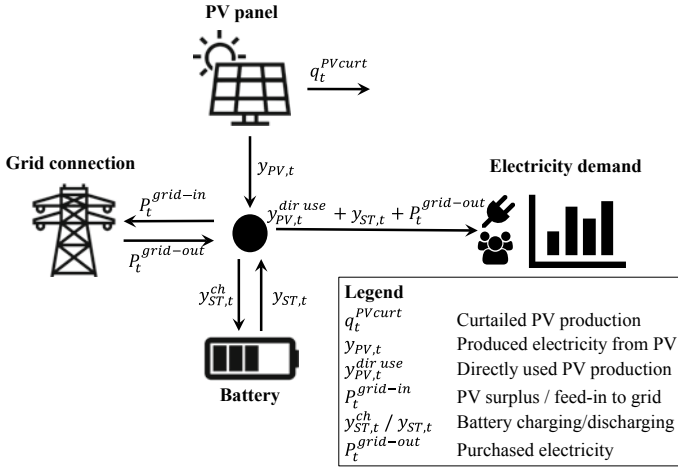 PV panel
q_t^{PVcurt}
y_{PV,t}
Grid connection
P_t^{grid-in}
P_t^{grid-out}
y_{PV,t}^{dir use} + y_{ST,t} + P_t^{grid-out}
Electricity demand
y_{ST,t}^{ch}
y_{ST,t}
Battery
Legend
q_t^{PVcurt} Curtailed PV production
y_{PV,t} Produced electricity from PV
y_{PV,t}^{dir use} Directly used PV production
P_t^{grid-in} PV surplus / feed-in to grid
y_{ST,t}^{ch} / y_{ST,t} Battery charging/discharging
P_t^{grid-out} Purchased electricity